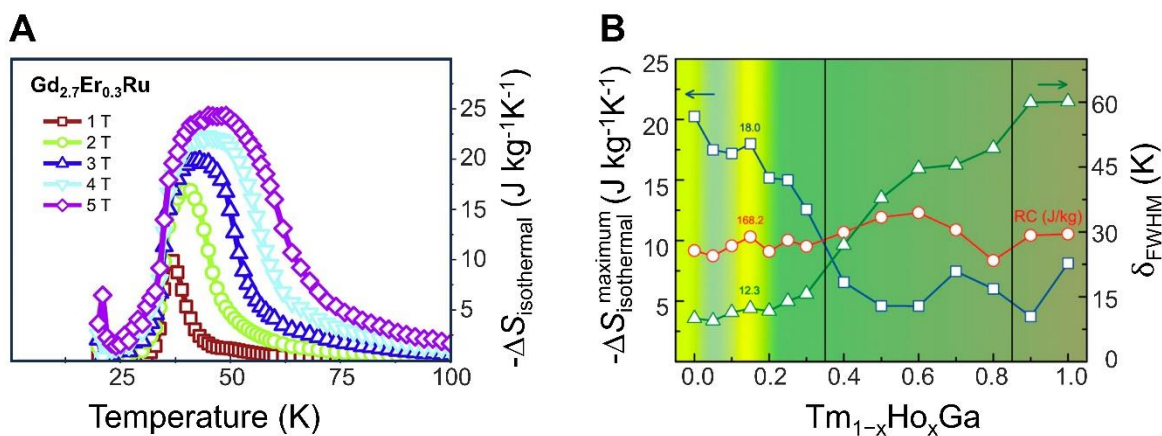 A
Gd2.7Er0.3Ru
1 T
2 T
3 T
4 T
5 T
25
20
15
10
5
-ΔSisothermal (J kg-1K-1)
25
50
75
100
Temperature (K)
B
25
20
15
10
5
-ΔSmaximumisothermal (J kg-1K-1)
18.0
168.2
12.3
RC (J/kg)
60
45
30
15
0
δFWHM (K)
0.0
0.2
0.4
0.6
0.8
1.0
Tm1−xHoxGa